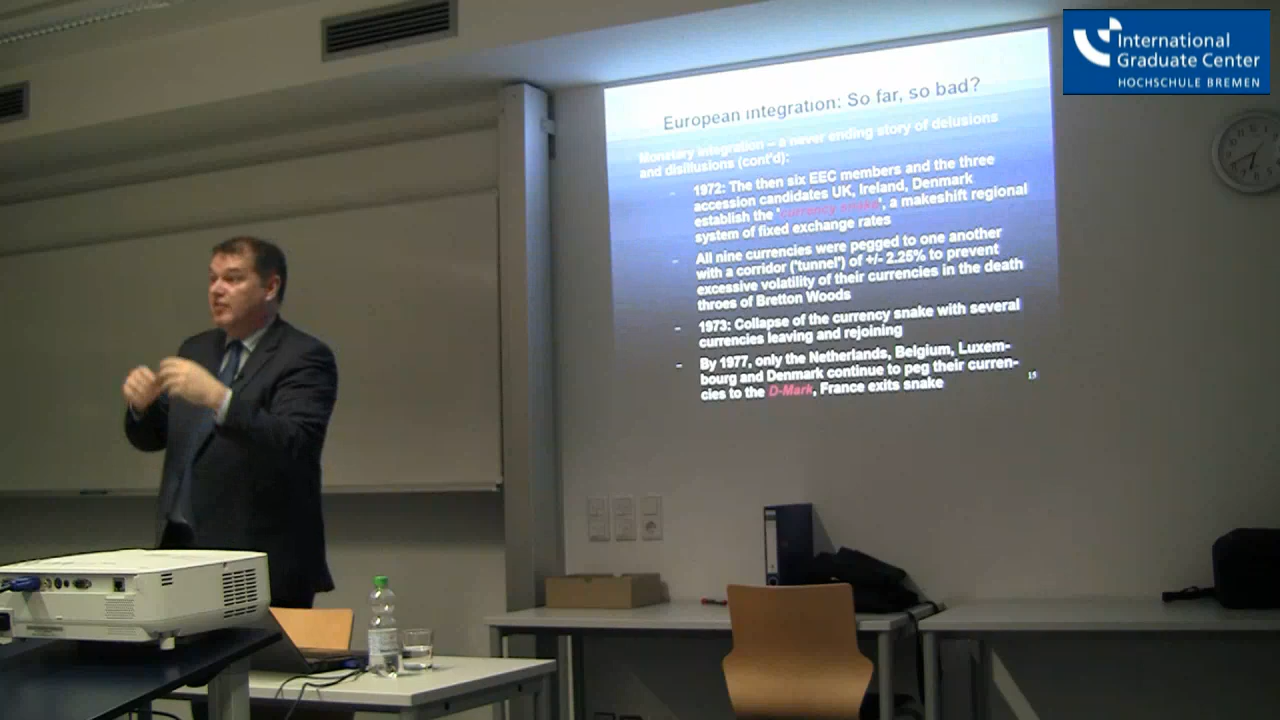 International
Graduate Center
HOCHSCHULE BREMEN
European integration: So far, so bad?
Monetary integration – a never ending story of delusions
and disillusions (cont'd):
– 1972: The then six EEC members and the three
accession candidates UK, Ireland, Denmark
establish the 'currency snake', a makeshift regional
system of fixed exchange rates
– All nine currencies were pegged to one another
with a corridor ('tunnel') of +/- 2.25% to prevent
excessive volatility of their currencies in the death
throes of Bretton Woods
– 1973: Collapse of the currency snake with several
currencies leaving and rejoining
– By 1977, only the Netherlands, Belgium, Luxem-
bourg and Denmark continue to peg their curren-
cies to the D-Mark, France exits snake
15